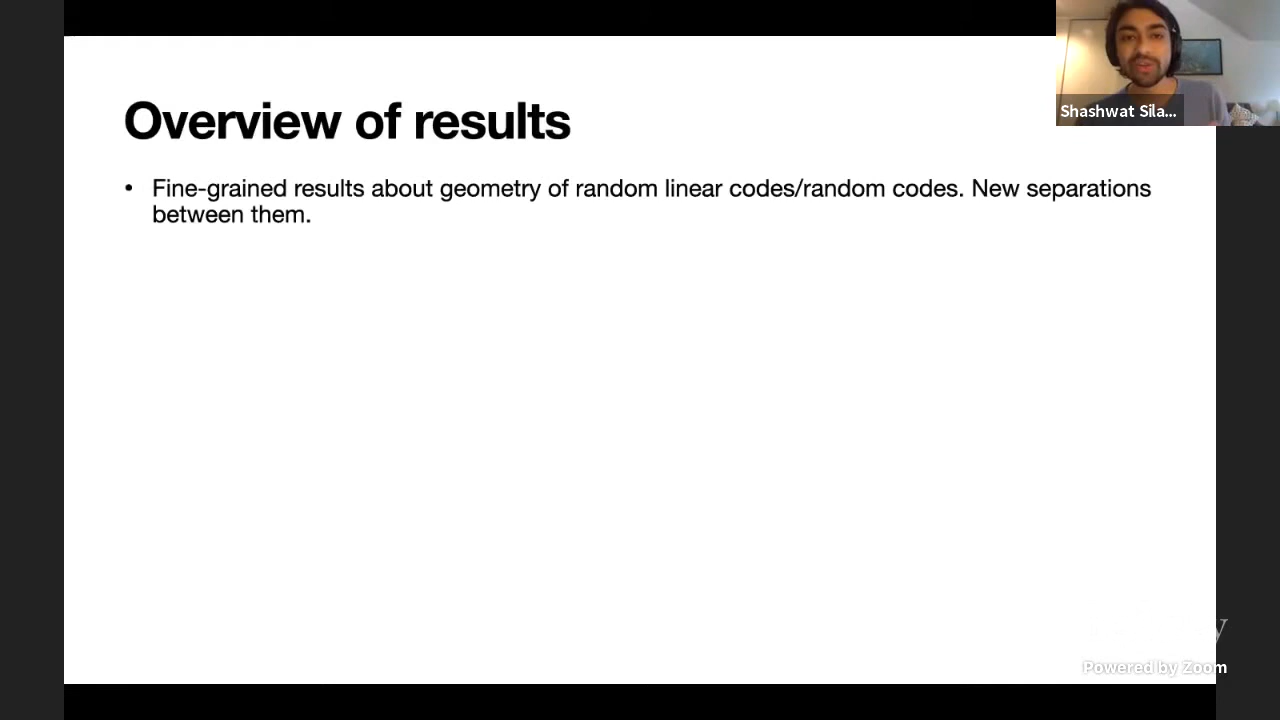 Overview of results
Shashwat Sila...
• Fine-grained results about geometry of random linear codes/random codes. New separations
between them.
y
Powered by Zoom